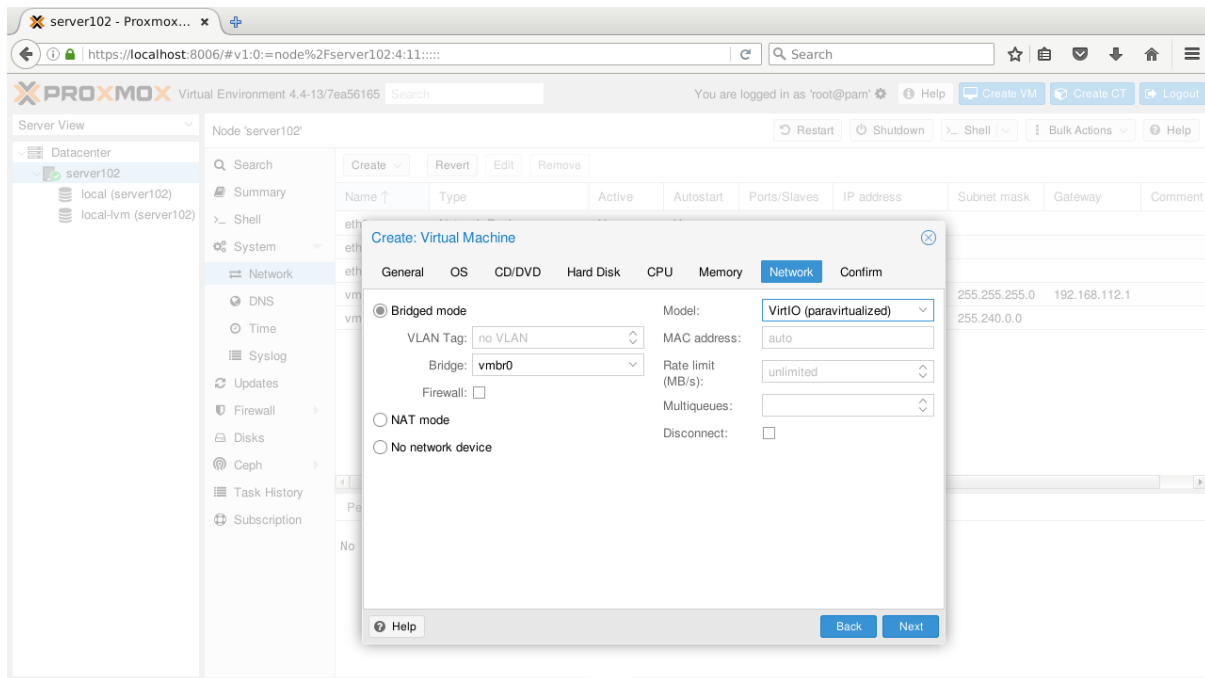 server102 - Proxmox...
https://localhost:8006/#v1:0:=node%2Fserver102:4:11:::::
Search
PROXMOX Virtual Environment 4.4-13/7ea56165 Search You are logged in as 'root@pam' Help Create VM Create CT Logout
Server View
Node 'server102' Restart Shutdown >_ Shell Bulk Actions Help
Datacenter
server102
local (server102)
local-lvm (server102)
Search
Summary
>_ Shell
System
Network
DNS
Time
Syslog
Updates
Firewall
Disks
Ceph
Task History
Subscription
Create Revert Edit Remove
Name Type Active Autostart Ports/Slaves IP address Subnet mask Gateway Comment
eth
eth
eth
vm 255.255.255.0 192.168.112.1
vm 255.240.0.0
Pe
No
Create: Virtual Machine
General OS CD/DVD Hard Disk CPU Memory Network Confirm
Bridged mode
VLAN Tag: no VLAN
Bridge: vmbr0
Firewall:
NAT mode
No network device
Model: VirtIO (paravirtualized)
MAC address: auto
Rate limit
(MB/s): unlimited
Multiqueues:
Disconnect:
Help Back Next